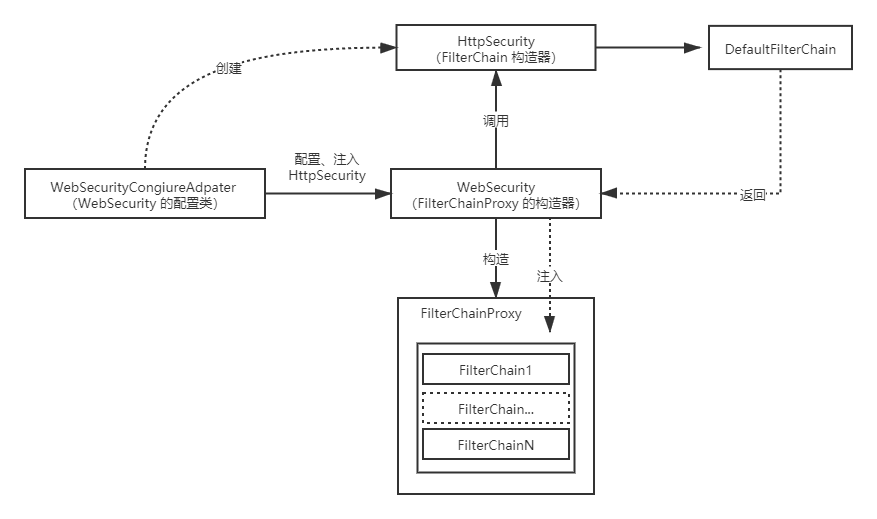 HttpSecurity
（FilterChain 构造器）
DefaultFilterChain
创建
调用
配置、注入
HttpSecurity
WebSecurityCongiureAdpater
（WebSecurity 的配置类）
WebSecurity
（FilterChainProxy 的构造器）
返回
构造
注入
FilterChainProxy
FilterChain1
FilterChain...
FilterChainN